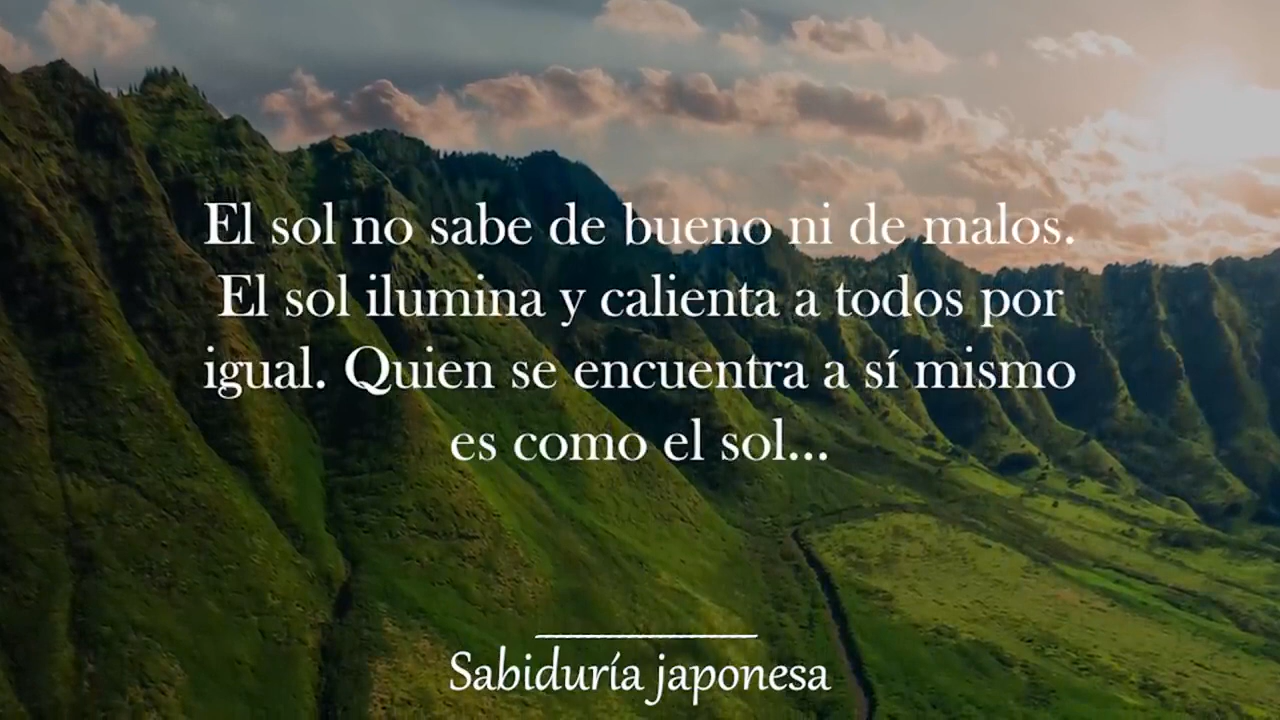 El sol no sabe de bueno ni de malos.
El sol ilumina y calienta a todos por
igual. Quien se encuentra a sí mismo
es como el sol...
Sabiduría japonesa